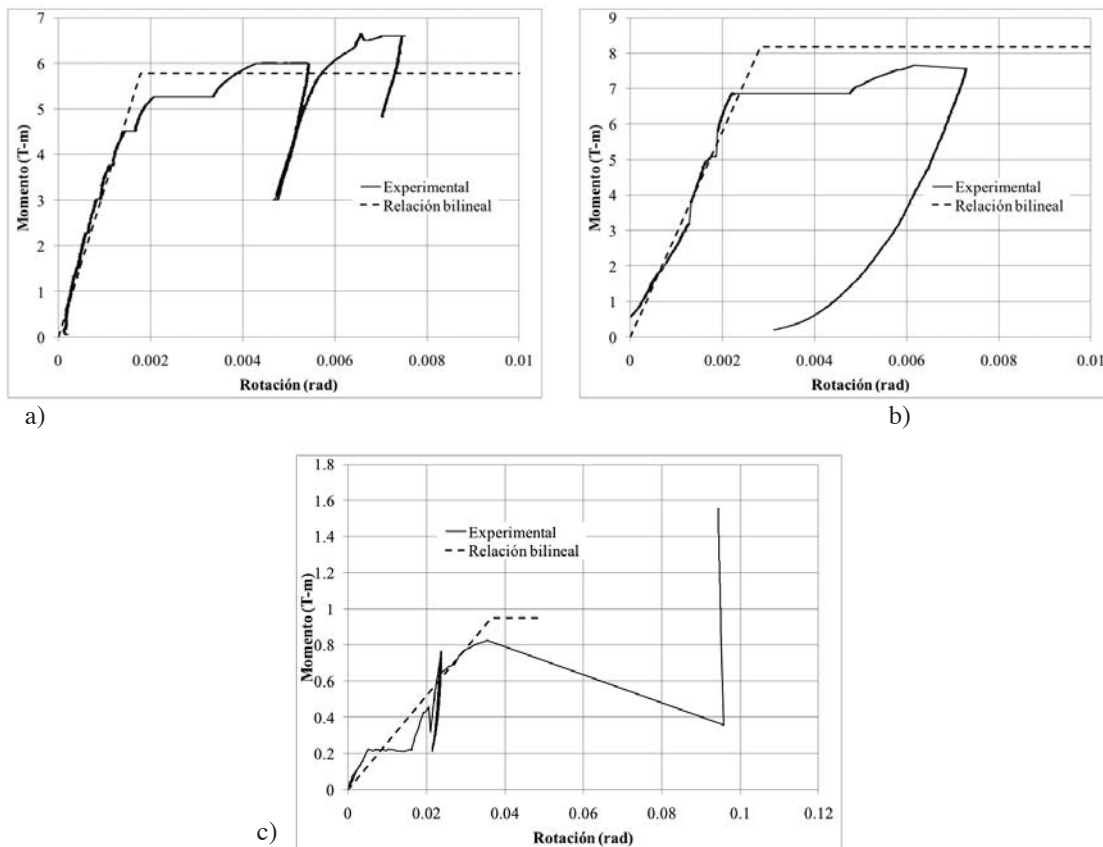 7
6
5
4
3
2
1
0
Momento (T-m)
Experimental
Relación bilineal
0 0.002 0.004 0.006 0.008 0.01
Rotación (rad)
a)
9
8
7
6
5
4
3
2
1
0
Momento (T-m)
Experimental
Relación bilineal
0 0.002 0.004 0.006 0.008 0.01
Rotación (rad)
b)
1.8
1.6
1.4
1.2
1
0.8
0.6
0.4
0.2
0
Momento (T-m)
Experimental
Relación bilineal
0 0.02 0.04 0.06 0.08 0.1 0.12
Rotación (rad)
c)